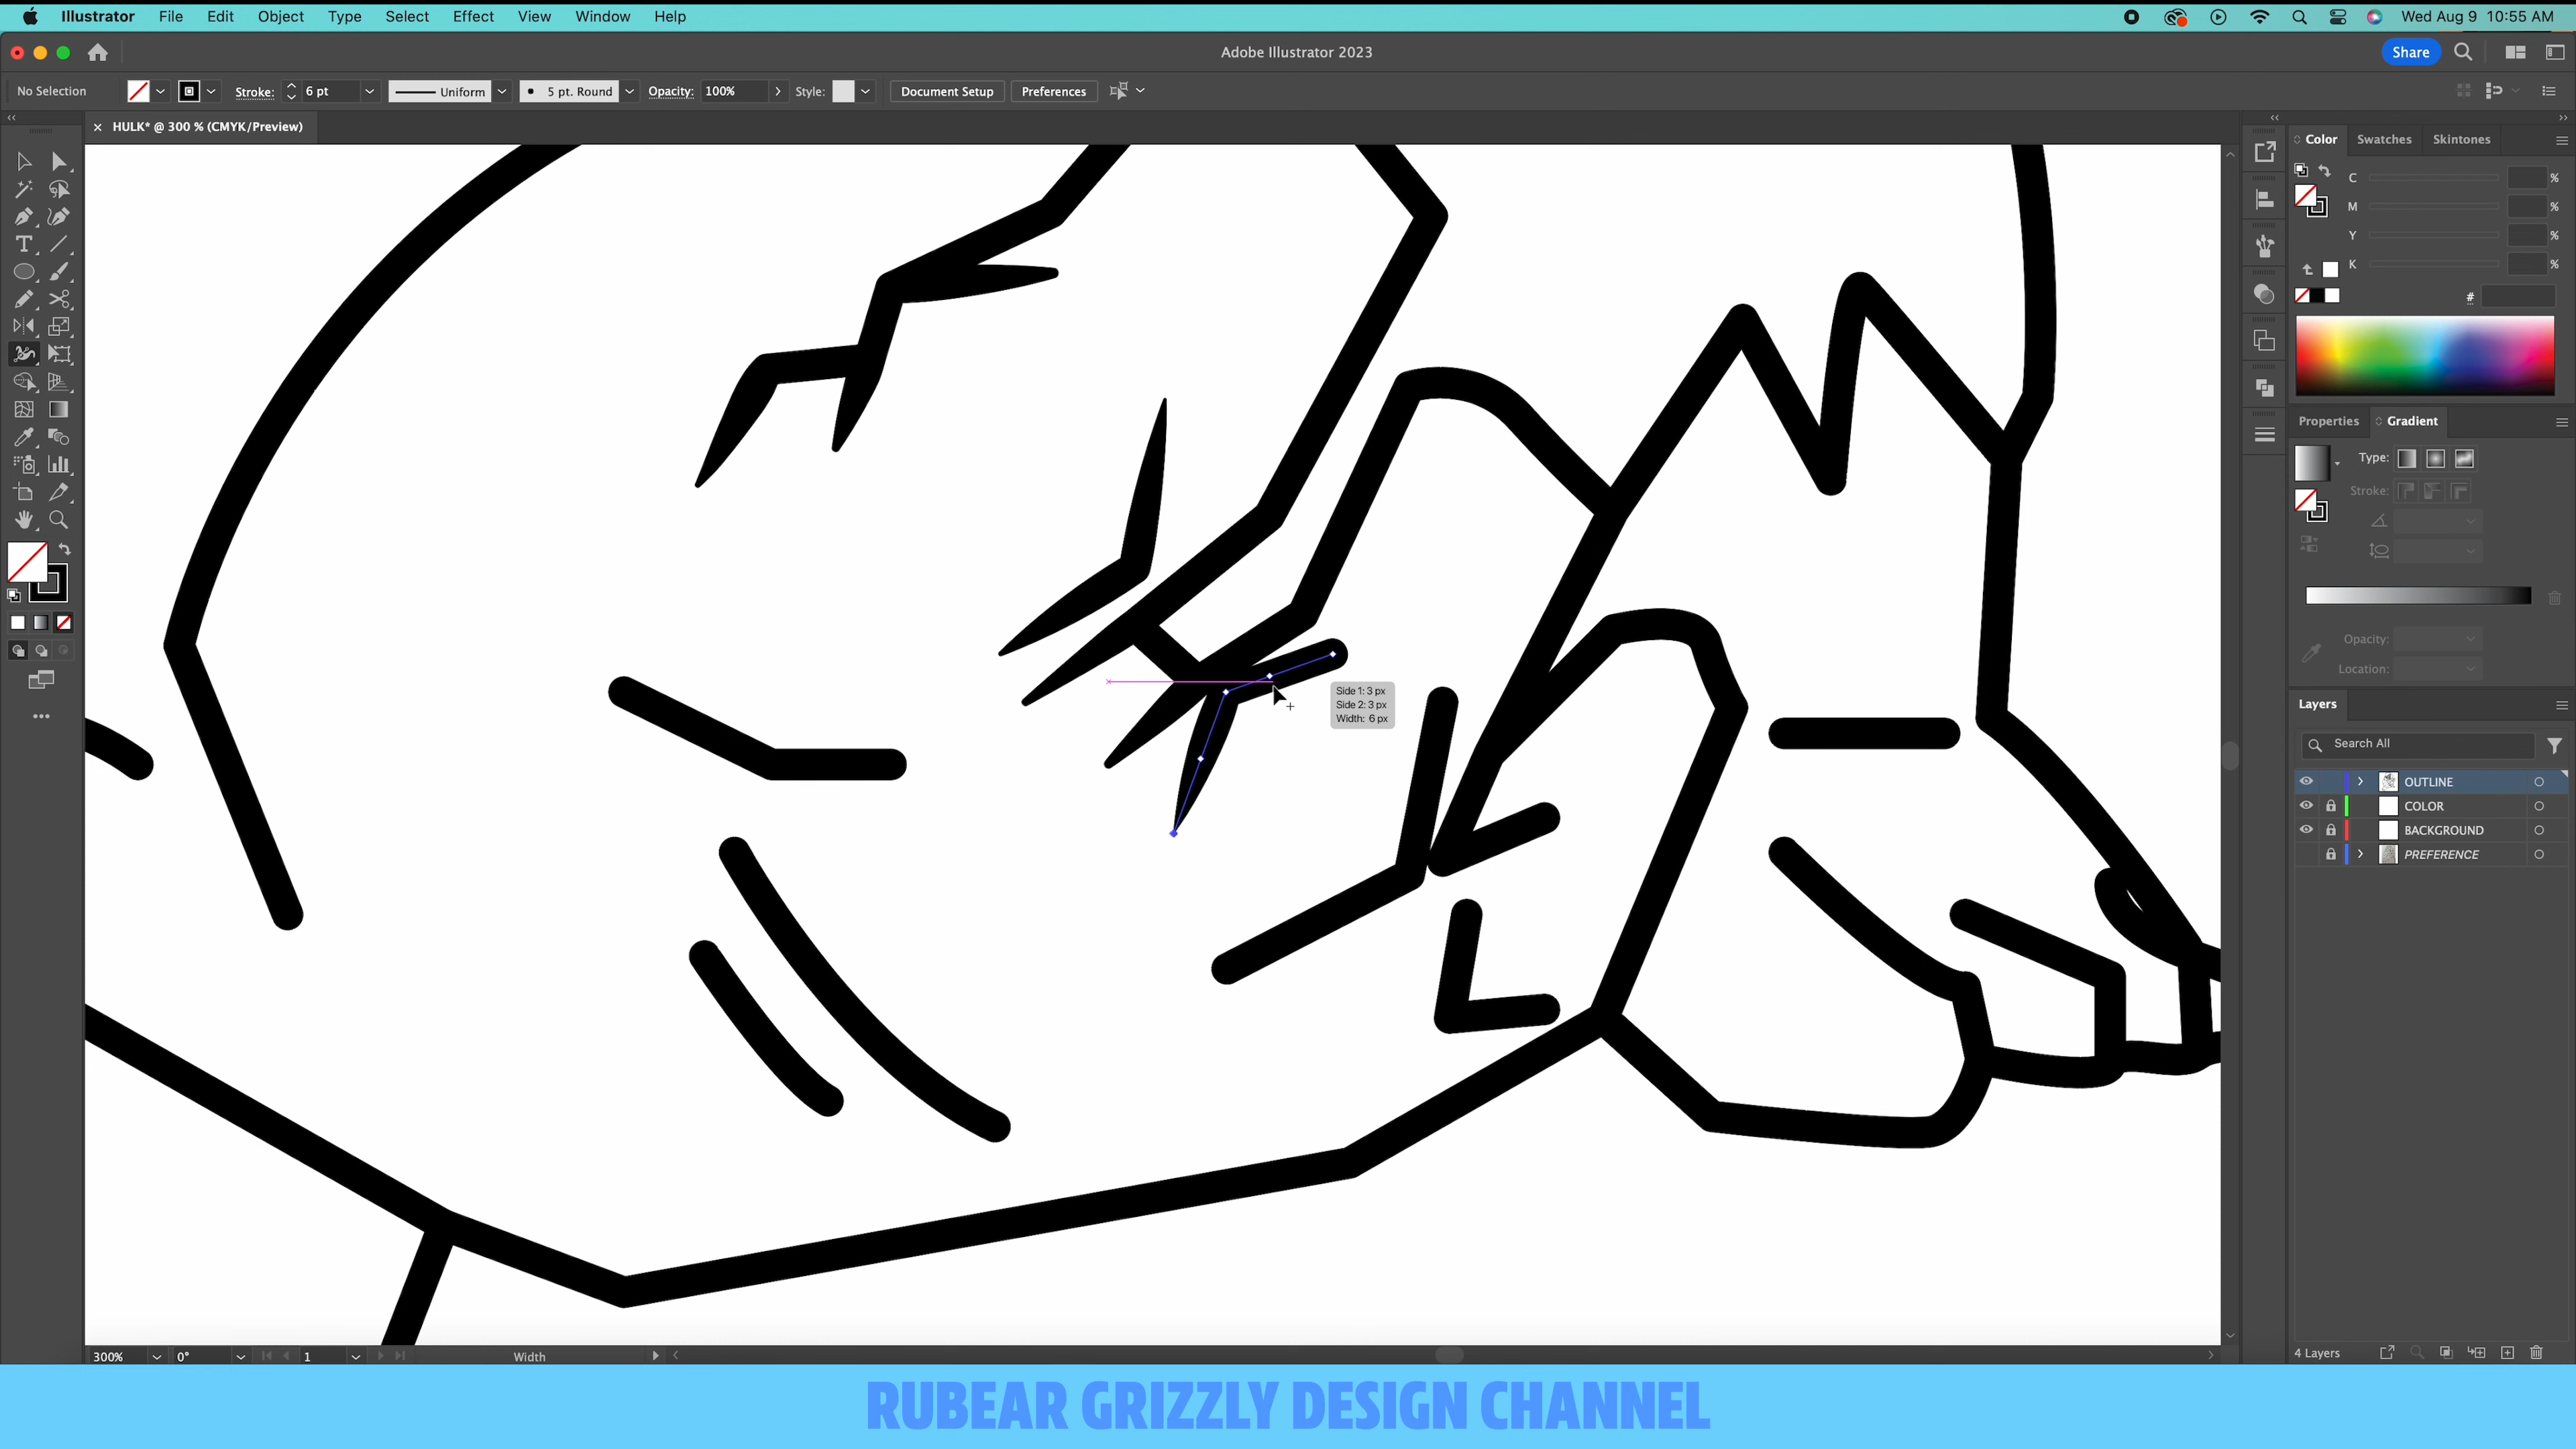 Illustrator File Edit Object Type Select Effect View Window Help Wed Aug 9 10:55 AM
Adobe Illustrator 2023 Share
No Selection Stroke: 6 pt Uniform 5 pt. Round Opacity: 100% Style: Document Setup Preferences
HULK* @ 300 % (CMYK/Preview)
Color Swatches Skintones
C %
M %
Y %
K %
#
Properties Gradient
Type:
Stroke:
Opacity:
Location:
Side 1: 3 px
Side 2: 3 px
Width: 6 px
Layers
Search All
OUTLINE
COLOR
BACKGROUND
PREFERENCE
4 Layers
300% 0° 1 Width
RUBEAR GRIZZLY DESIGN CHANNEL